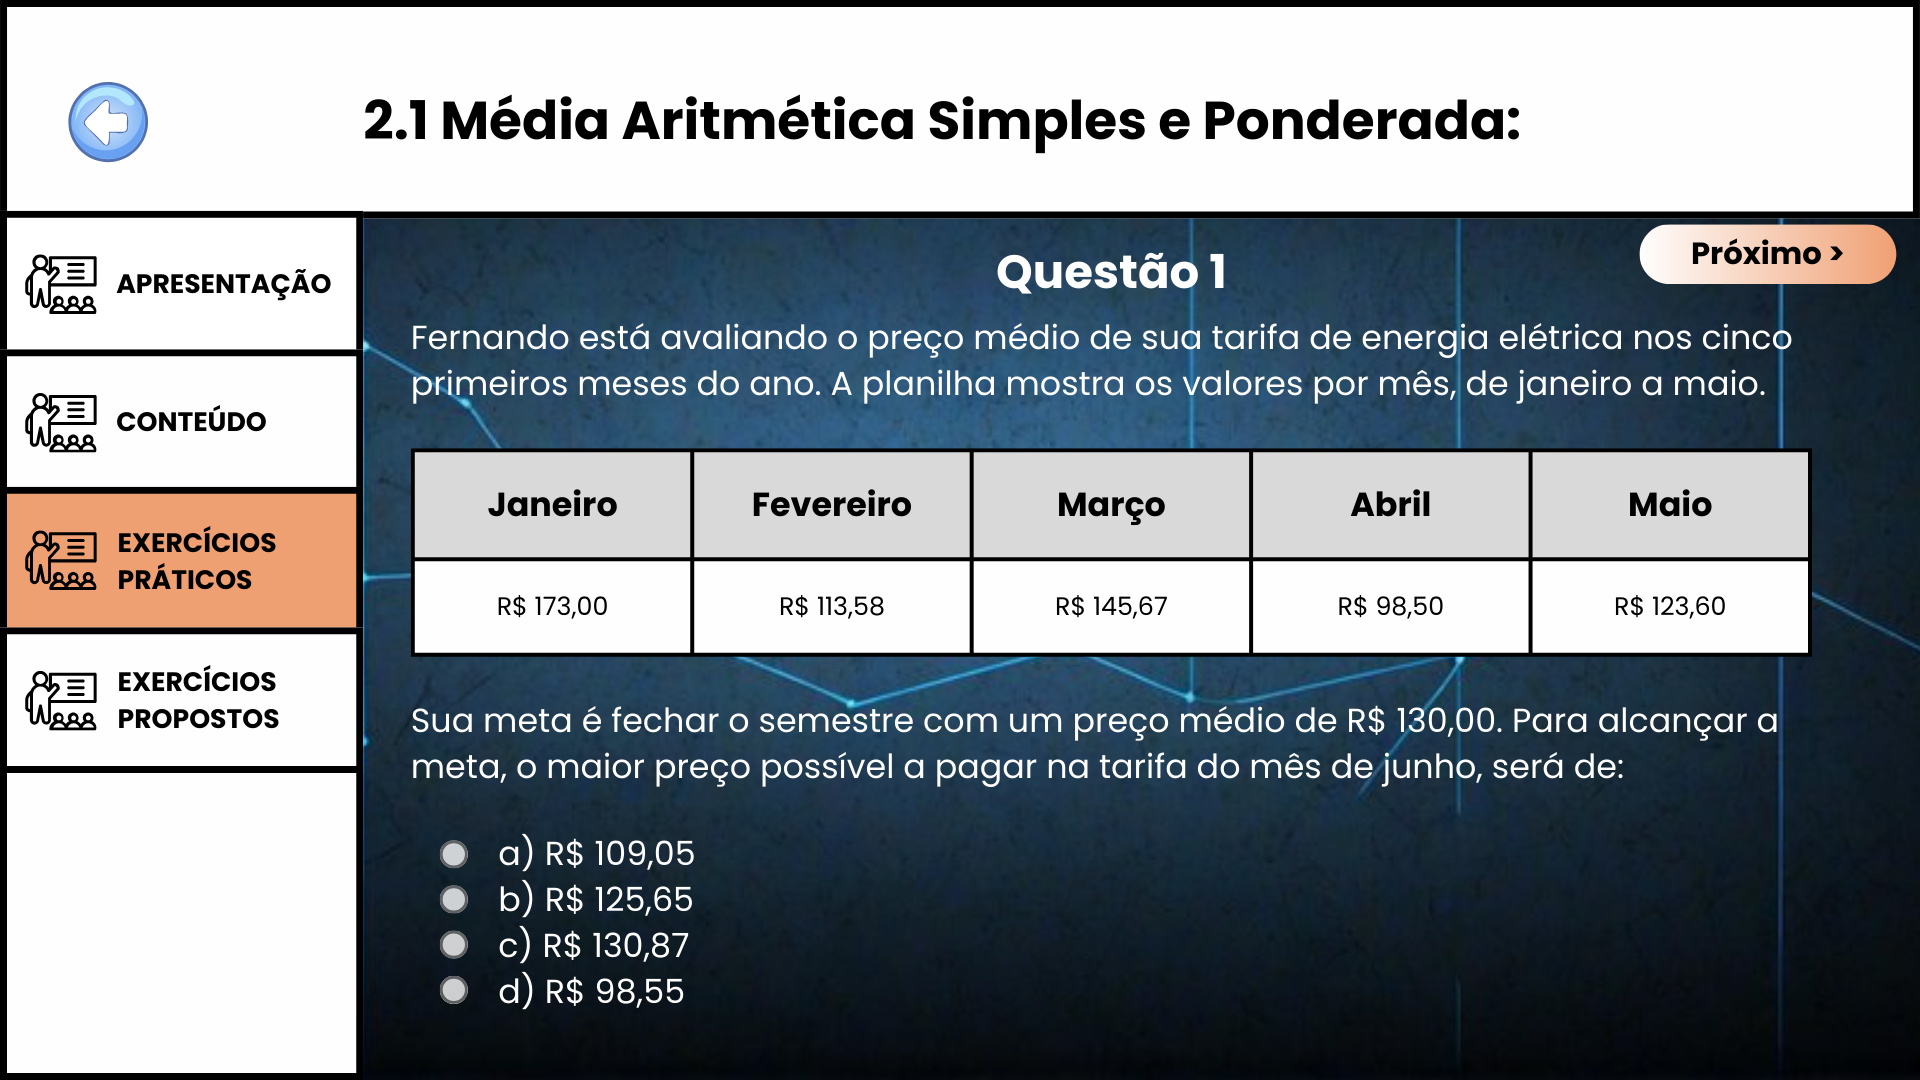 2.1 Média Aritmética Simples e Ponderada:
APRESENTAÇÃO
CONTEÚDO
EXERCÍCIOS
PRÁTICOS
EXERCÍCIOS
PROPOSTOS
Próximo >
Questão 1
Fernando está avaliando o preço médio de sua tarifa de energia elétrica nos cinco
primeiros meses do ano. A planilha mostra os valores por mês, de janeiro a maio.
Janeiro Fevereiro Março Abril Maio
R$ 173,00 R$ 113,58 R$ 145,67 R$ 98,50 R$ 123,60
Sua meta é fechar o semestre com um preço médio de R$ 130,00. Para alcançar a
meta, o maior preço possível a pagar na tarifa do mês de junho, será de:
a) R$ 109,05
b) R$ 125,65
c) R$ 130,87
d) R$ 98,55